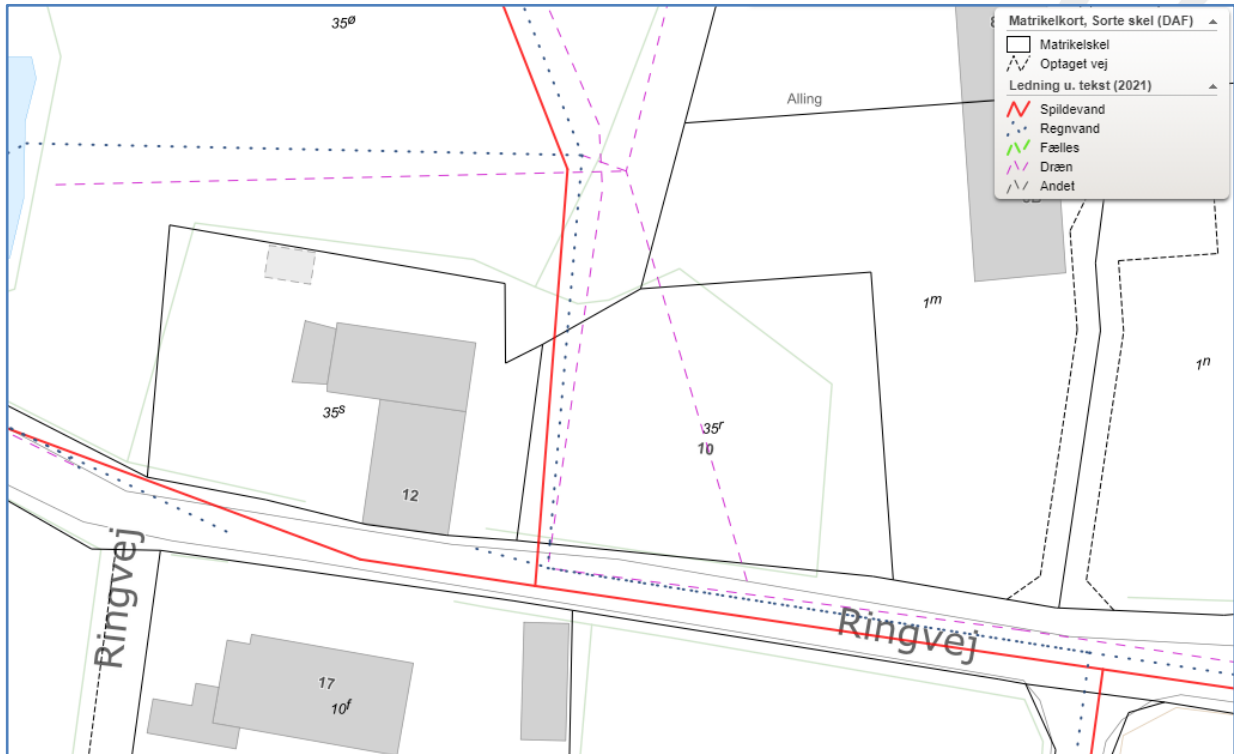 35ø
Alling
Matrikelkort, Sorte skel (DAF)
Matrikelskel
Optaget vej
Ledning u. tekst (2021)
Spildevand
Regnvand
Fælles
Dræn
Andet
1m
1n
35s
35r
10
12
Ringvej
Ringvej
17
10f